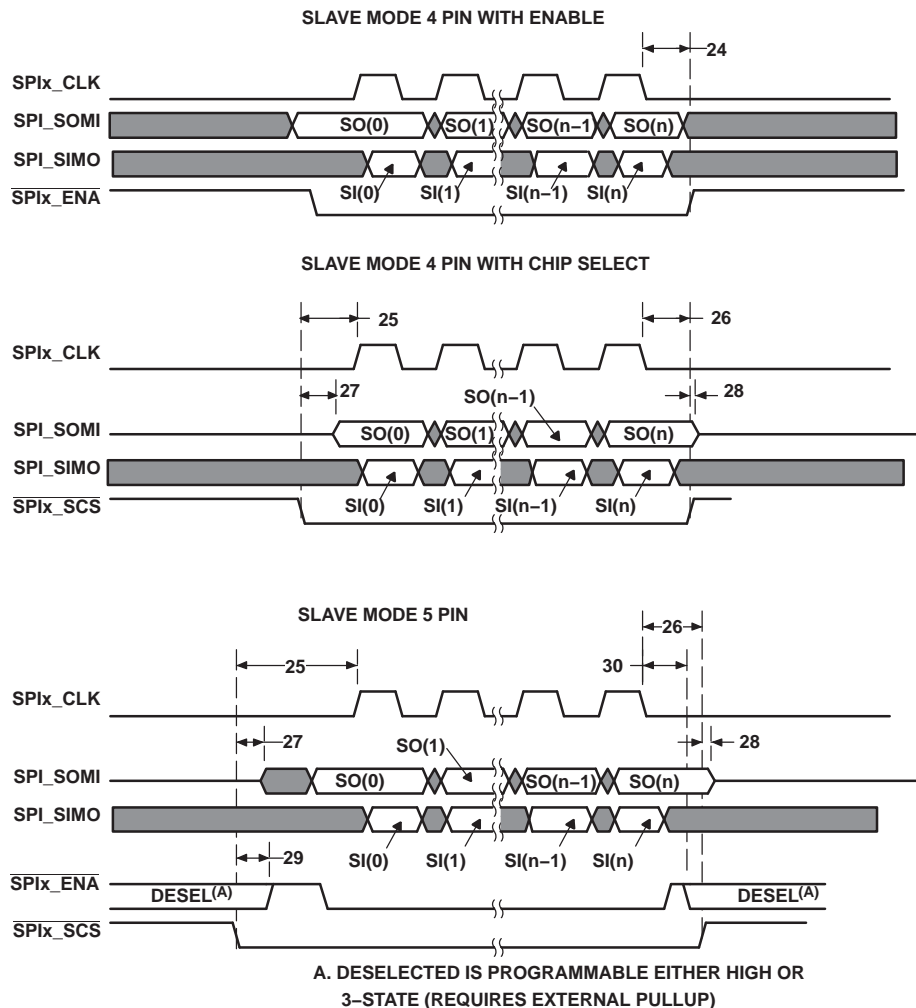 SLAVE MODE 4 PIN WITH ENABLE
24
SPIx_CLK
SPI_SOMI
SO(0) SO(1) SO(n−1 SO(n)
SPI_SIMO
SI(0) SI(1) SI(n−1) SI(n)
SPIx_ENA
SLAVE MODE 4 PIN WITH CHIP SELECT
25 26
SPIx_CLK
27 SO(n−1) 28
SPI_SOMI
SO(0) SO(1) SO(n)
SPI_SIMO
SI(0) SI(1) SI(n−1) SI(n)
SPIx_SCS
SLAVE MODE 5 PIN
26
25 30
SPIx_CLK
27 SO(1) 28
SPI_SOMI
SO(0) SO(n−1) SO(n)
SPI_SIMO
SI(0) SI(1) SI(n−1) SI(n)
29
SPIx_ENA
DESEL(A) DESEL(A)
SPIx_SCS
A. DESELECTED IS PROGRAMMABLE EITHER HIGH OR
3−STATE (REQUIRES EXTERNAL PULLUP)